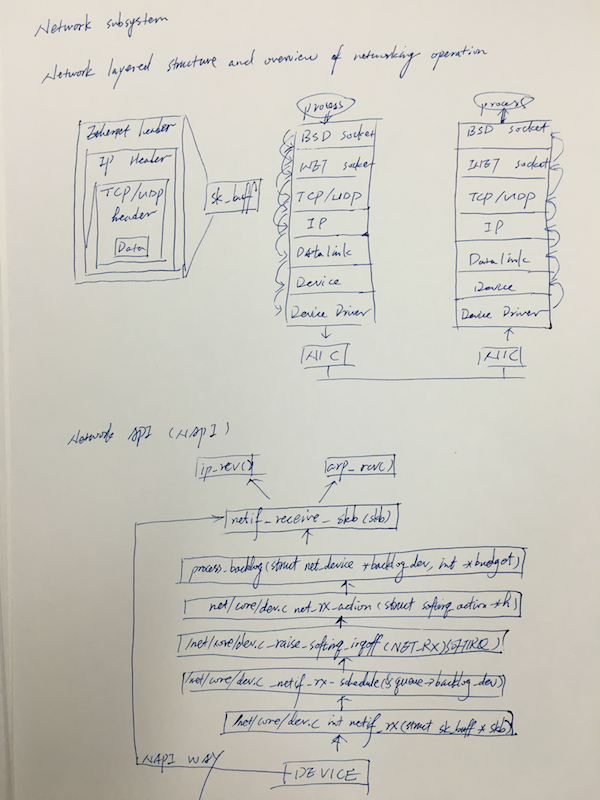 Network subsystem
Network layered structure and overview of networking operation
Ethernet header
IP Header
TCP/UDP
header
Data
sk_buff
process
BSD socket
INET socket
TCP/UDP
IP
Datalink
Device
Device Driver
NIC
process
BSD socket
INET socket
TCP/UDP
IP
Datalink
Device
Device Driver
NIC
Network API (NAPI)
ip_rcv()
arp_rcv()
netif_receive_skb(skb)
process_backlog(struct net_device *backlog_dev, int *budget)
net/core/dev.c net_rx_action (struct softirq_action *h)
/net/core/dev.c_raise_softirq_irqoff (NET_RX_SOFTIRQ)
/net/core/dev.c _netif_rx_schedule(&queue->backlog_dev)
/net/core/dev.c int netif_rx(struct sk_buff *skb)
NAPI WAY
DEVICE